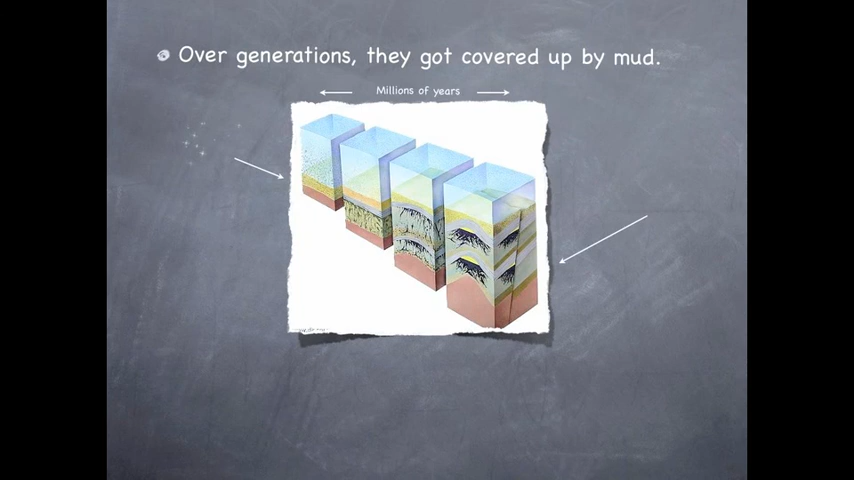 Over generations, they got covered up by mud.
Millions of years